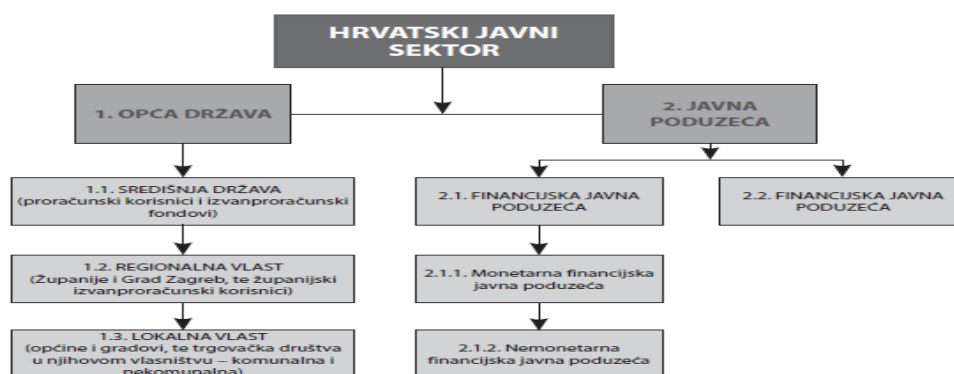 HRVATSKI JAVNI
SEKTOR
1. OPĆA DRŽAVA
2. JAVNA
PODUZEĆA
1.1. SREDIŠNJA DRŽAVA
(proračunski korisnici i izvanproračunski
fondovi)
2.1. FINANCIJSKA JAVNA
PODUZEĆA
2.2. FINANCIJSKA JAVNA
PODUZEĆA
1.2. REGIONALNA VLAST
(Županije i Grad Zagreb, te županijski
izvanproračunski korisnici)
2.1.1. Monetarna financijska
javna poduzeća
1.3. LOKALNA VLAST
(općine i gradovi, te trgovačka društva
u njihovom vlasništvu – komunalna i
nekomunalna)
2.1.2. Nemonetarna
financijska javna poduzeća